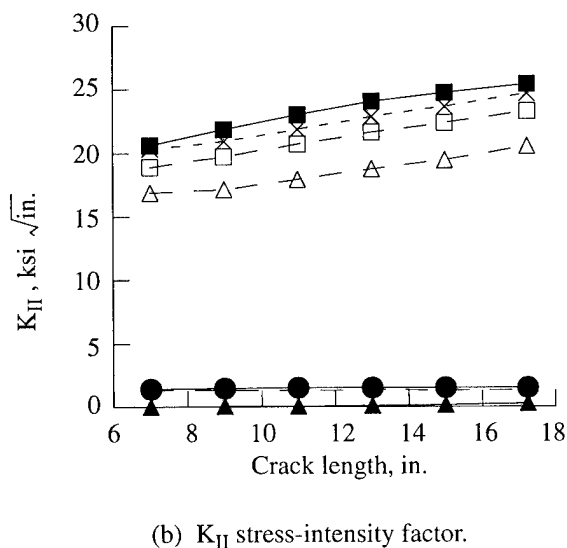 30
25
20
15
10
5
0
K_II , ksi √in.
6 8 10 12 14 16 18
Crack length, in.
(b) K_II stress-intensity factor.